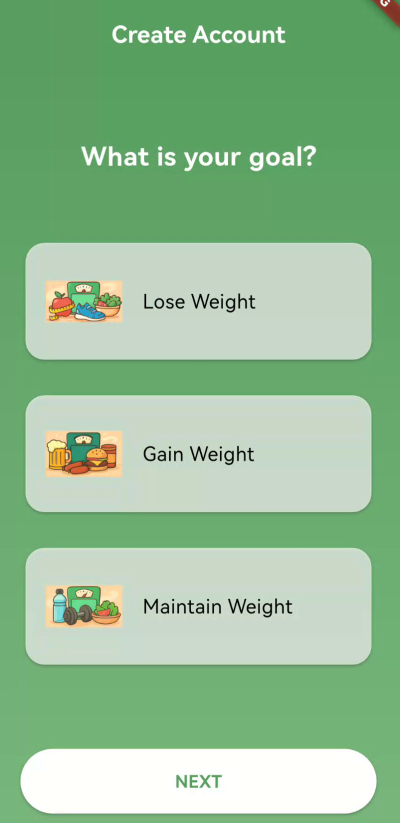 Create Account
What is your goal?
Lose Weight
Gain Weight
Maintain Weight
NEXT